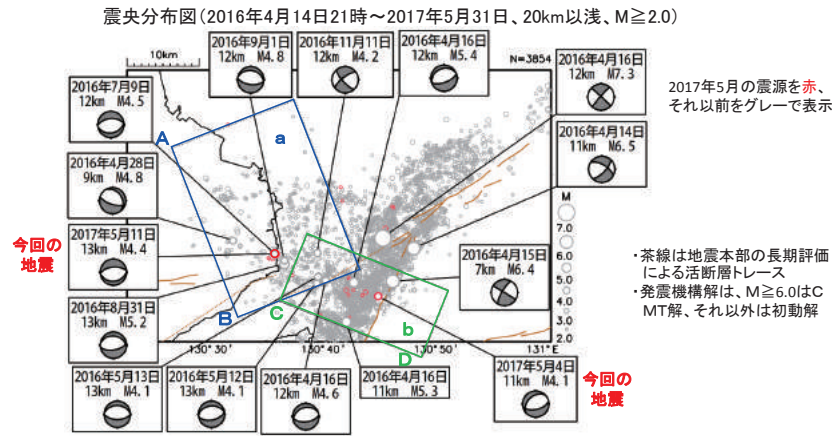 震央分布図(2016年4月14日21時～2017年5月31日、20km以浅、M≧2.0)
10km
N=3854
2016年9月1日
12km M4.8
2016年11月11日
12km M4.2
2016年4月16日
12km M5.4
2016年4月16日
12km M7.3
2016年7月9日
12km M4.5
2016年4月14日
11km M6.5
2016年4月28日
9km M4.8
2017年5月11日
13km M4.4
今回の
地震
2016年8月31日
13km M5.2
2016年4月15日
7km M6.4
2016年5月13日
13km M4.1
2016年5月12日
13km M4.1
2016年4月16日
12km M4.6
2016年4月16日
11km M5.3
2017年5月4日
11km M4.1
今回の
地震
A
a
B
C
b
D
M
7.0
6.0
5.0
4.0
3.0
2.0
130°30'
130°40'
130°50'
131°E
2017年5月の震源を赤、
それ以前をグレーで表示
・茶線は地震本部の長期評価
による活断層トレース
・発震機構解は、M≧6.0はC
MT解、それ以外は初動解